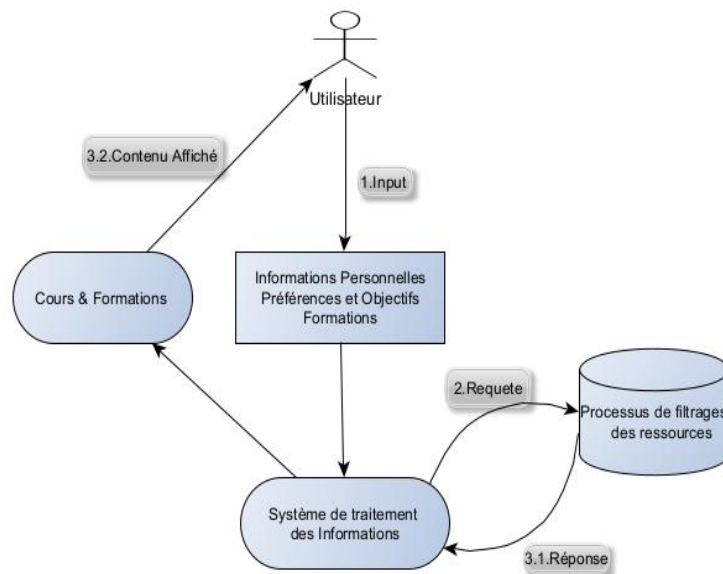 Utilisateur
3.2.Contenu Affiché
1.Input
Cours & Formations
Informations Personnelles
Préférences et Objectifs
Formations
2.Requete
Processus de filtrages
des ressources
Système de traitement
des Informations
3.1.Réponse